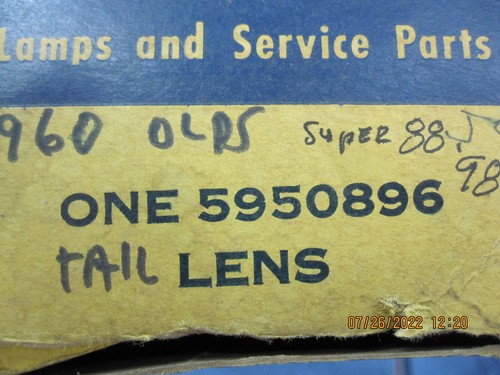 Lamps and Service Parts
960 OLDS SUPER 88
98
ONE 5950896
TAIL LENS
07/26/2022 12:20